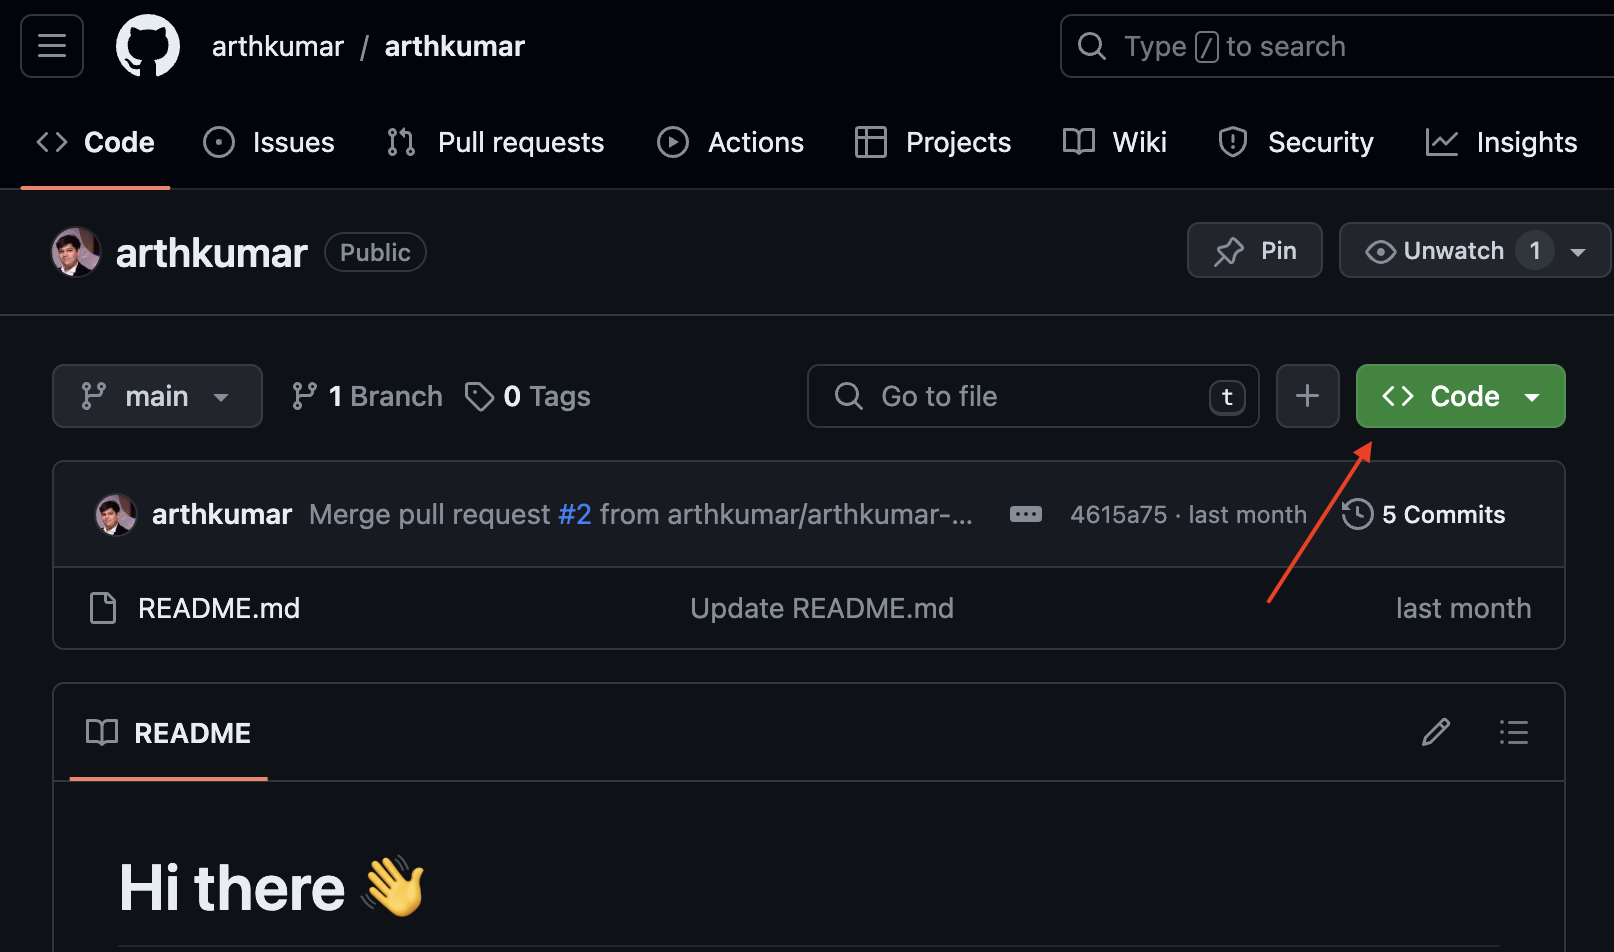 arthkumar / arthkumar
Type / to search
Code Issues Pull requests Actions Projects Wiki Security Insights
arthkumar Public
Pin Unwatch 1
main 1 Branch 0 Tags Go to file t + Code
arthkumar Merge pull request #2 from arthkumar/arthkumar-... 4615a75 · last month 5 Commits
README.md Update README.md last month
README
Hi there 👋